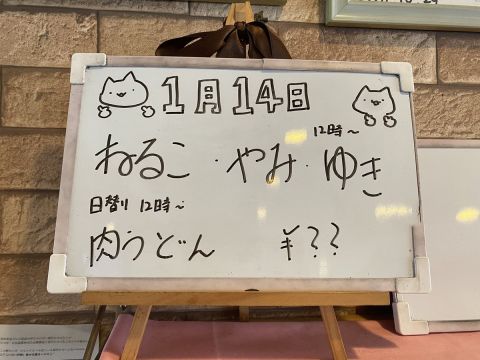 1月14日
12時～
ねるこ・やみ・ゆき
日替り 12時～
肉うどん ¥??